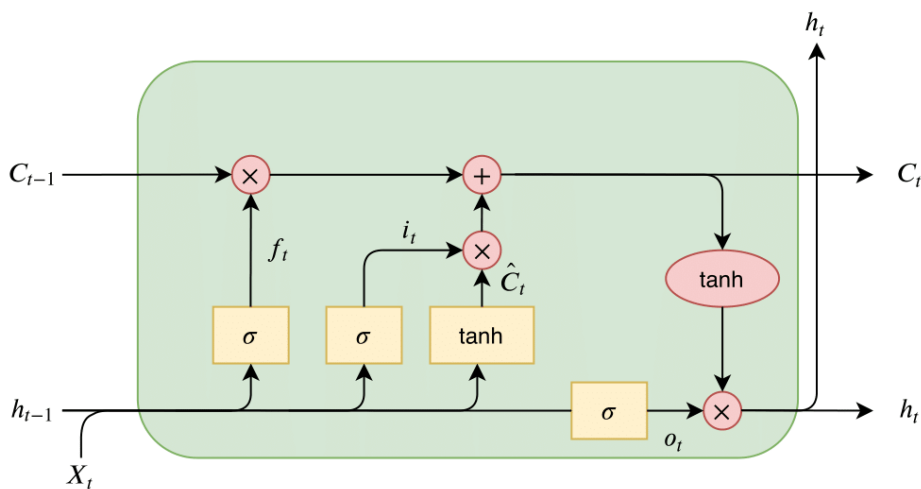 h_t
C_{t-1} × + C_t
i_t
f_t ×
Ĉ_t tanh
σ σ tanh
h_{t-1} σ × h_t
o_t
X_t